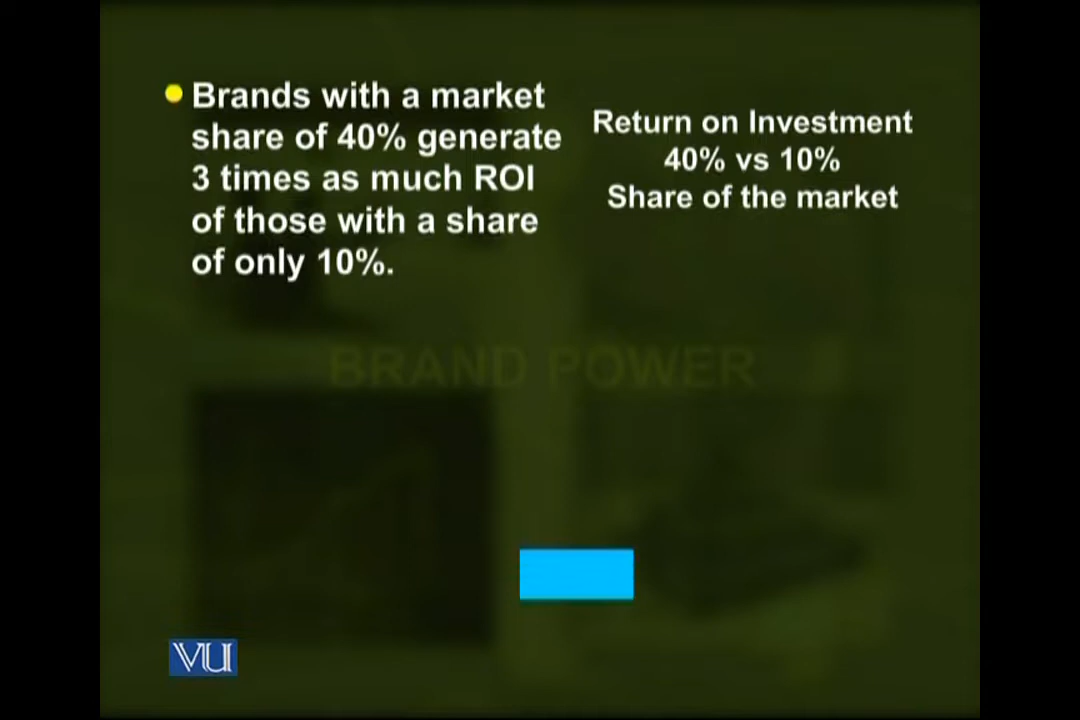 Brands with a market
share of 40% generate
3 times as much ROI
of those with a share
of only 10%.
Return on Investment
40% vs 10%
Share of the market
BRAND POWER
VU